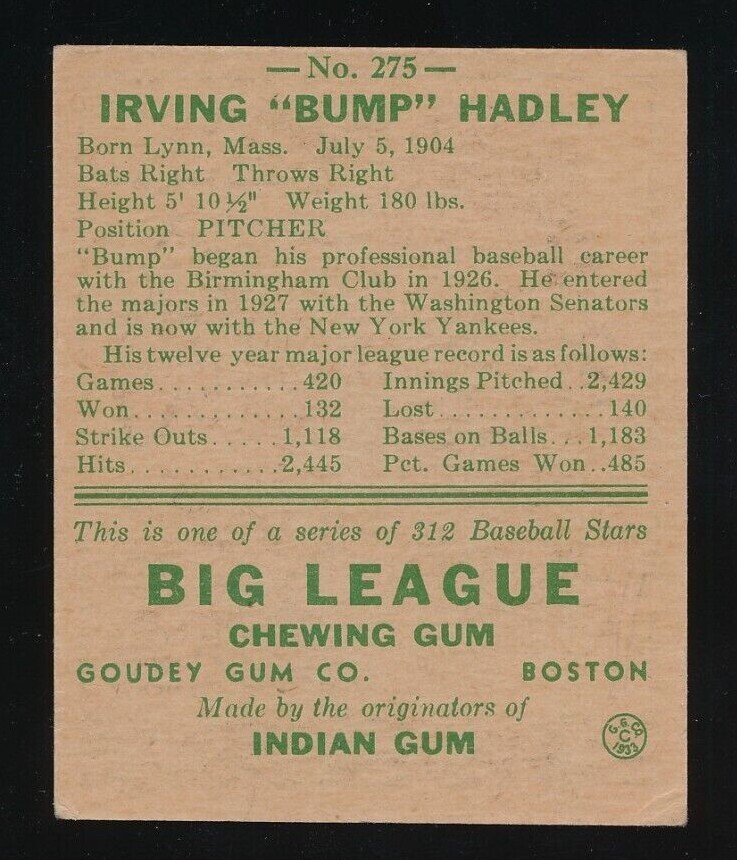 — No. 275 —
IRVING "BUMP" HADLEY
Born Lynn, Mass. July 5, 1904
Bats Right Throws Right
Height 5' 10½" Weight 180 lbs.
Position PITCHER
"Bump" began his professional baseball career
with the Birmingham Club in 1926. He entered
the majors in 1927 with the Washington Senators
and is now with the New York Yankees.
His twelve year major league record is as follows:
Games...........420 Innings Pitched..2,429
Won.............132 Lost............140
Strike Outs.....1,118 Bases on Balls...1,183
Hits...........2,445 Pct. Games Won...485
This is one of a series of 312 Baseball Stars
BIG LEAGUE
CHEWING GUM
GOUDEY GUM CO. BOSTON
Made by the originators of
INDIAN GUM
G.G.CO.
C
1933